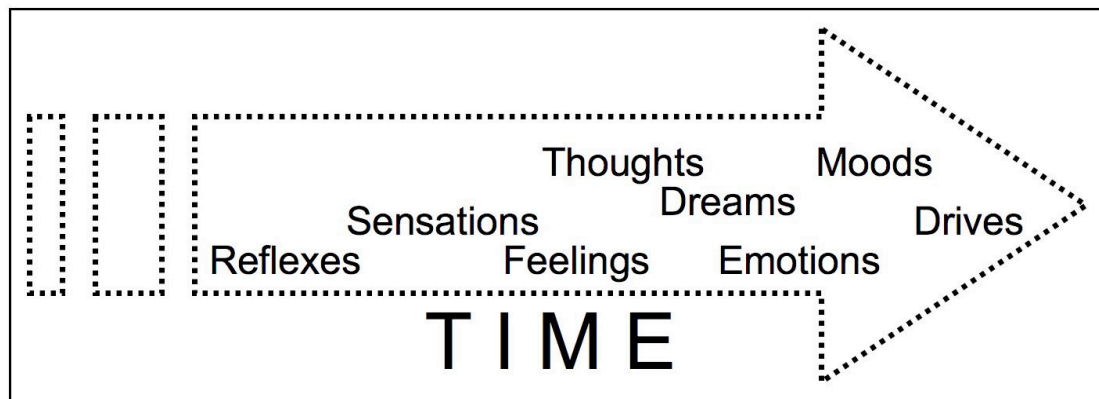 Thoughts Moods
Dreams
Sensations Drives
Reflexes Feelings Emotions
TIME